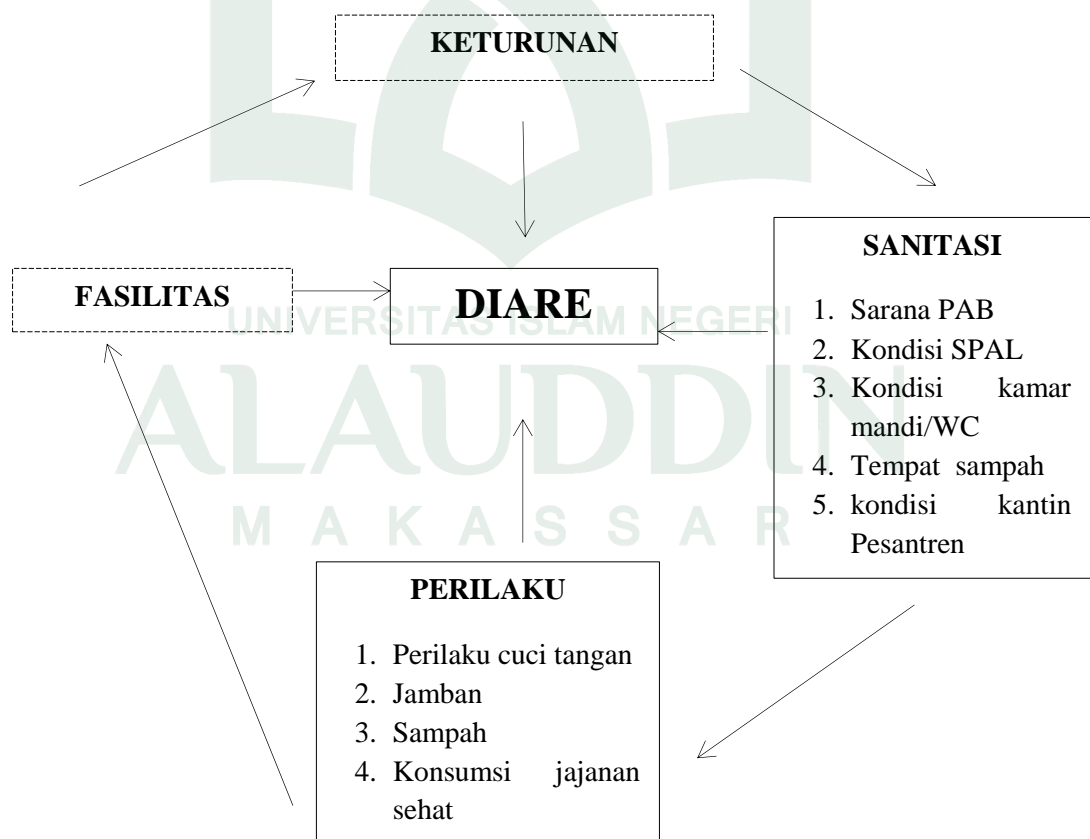 KETURUNAN
FASILITAS
DIARE
SANITASI
1. Sarana PAB
2. Kondisi SPAL
3. Kondisi kamar
mandi/WC
4. Tempat sampah
5. kondisi kantin
Pesantren
UNIVERSITAS ISLAM NEGERI
ALAUDDIN
MAKASSAR
PERILAKU
1. Perilaku cuci tangan
2. Jamban
3. Sampah
4. Konsumsi jajanan
sehat